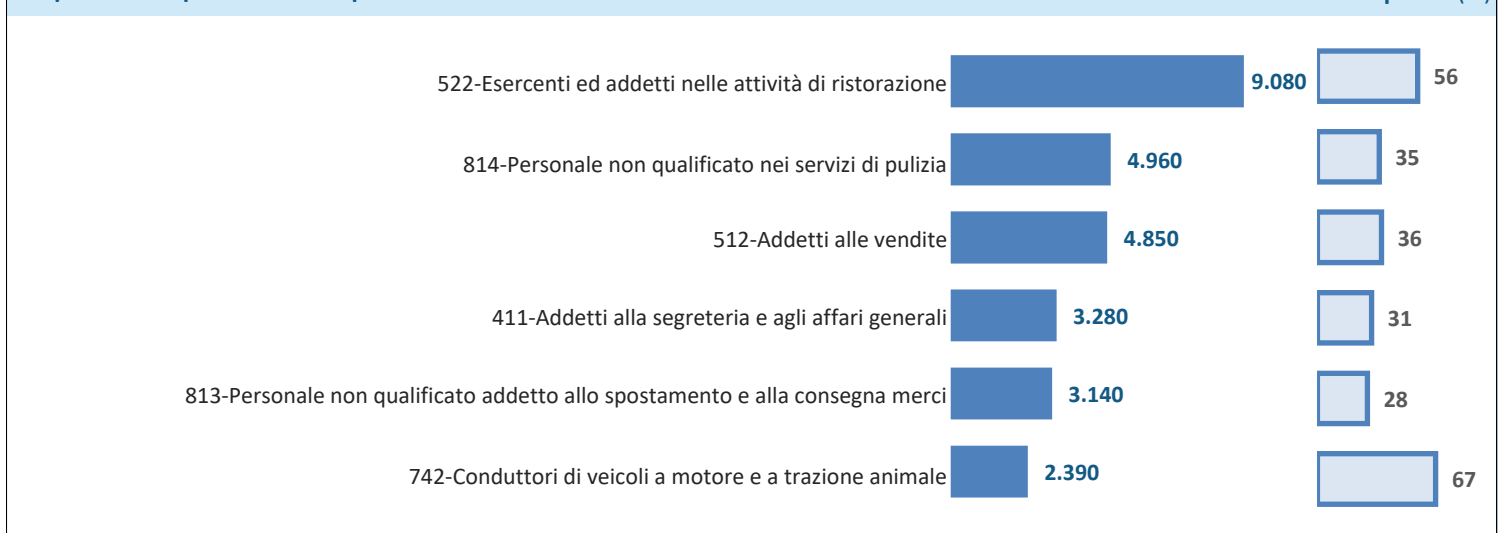 522-Esercenti ed addetti nelle attività di ristorazione 9.080 56
814-Personale non qualificato nei servizi di pulizia 4.960 35
512-Addetti alle vendite 4.850 36
411-Addetti alla segreteria e agli affari generali 3.280 31
813-Personale non qualificato addetto allo spostamento e alla consegna merci 3.140 28
742-Conduttori di veicoli a motore e a trazione animale 2.390 67